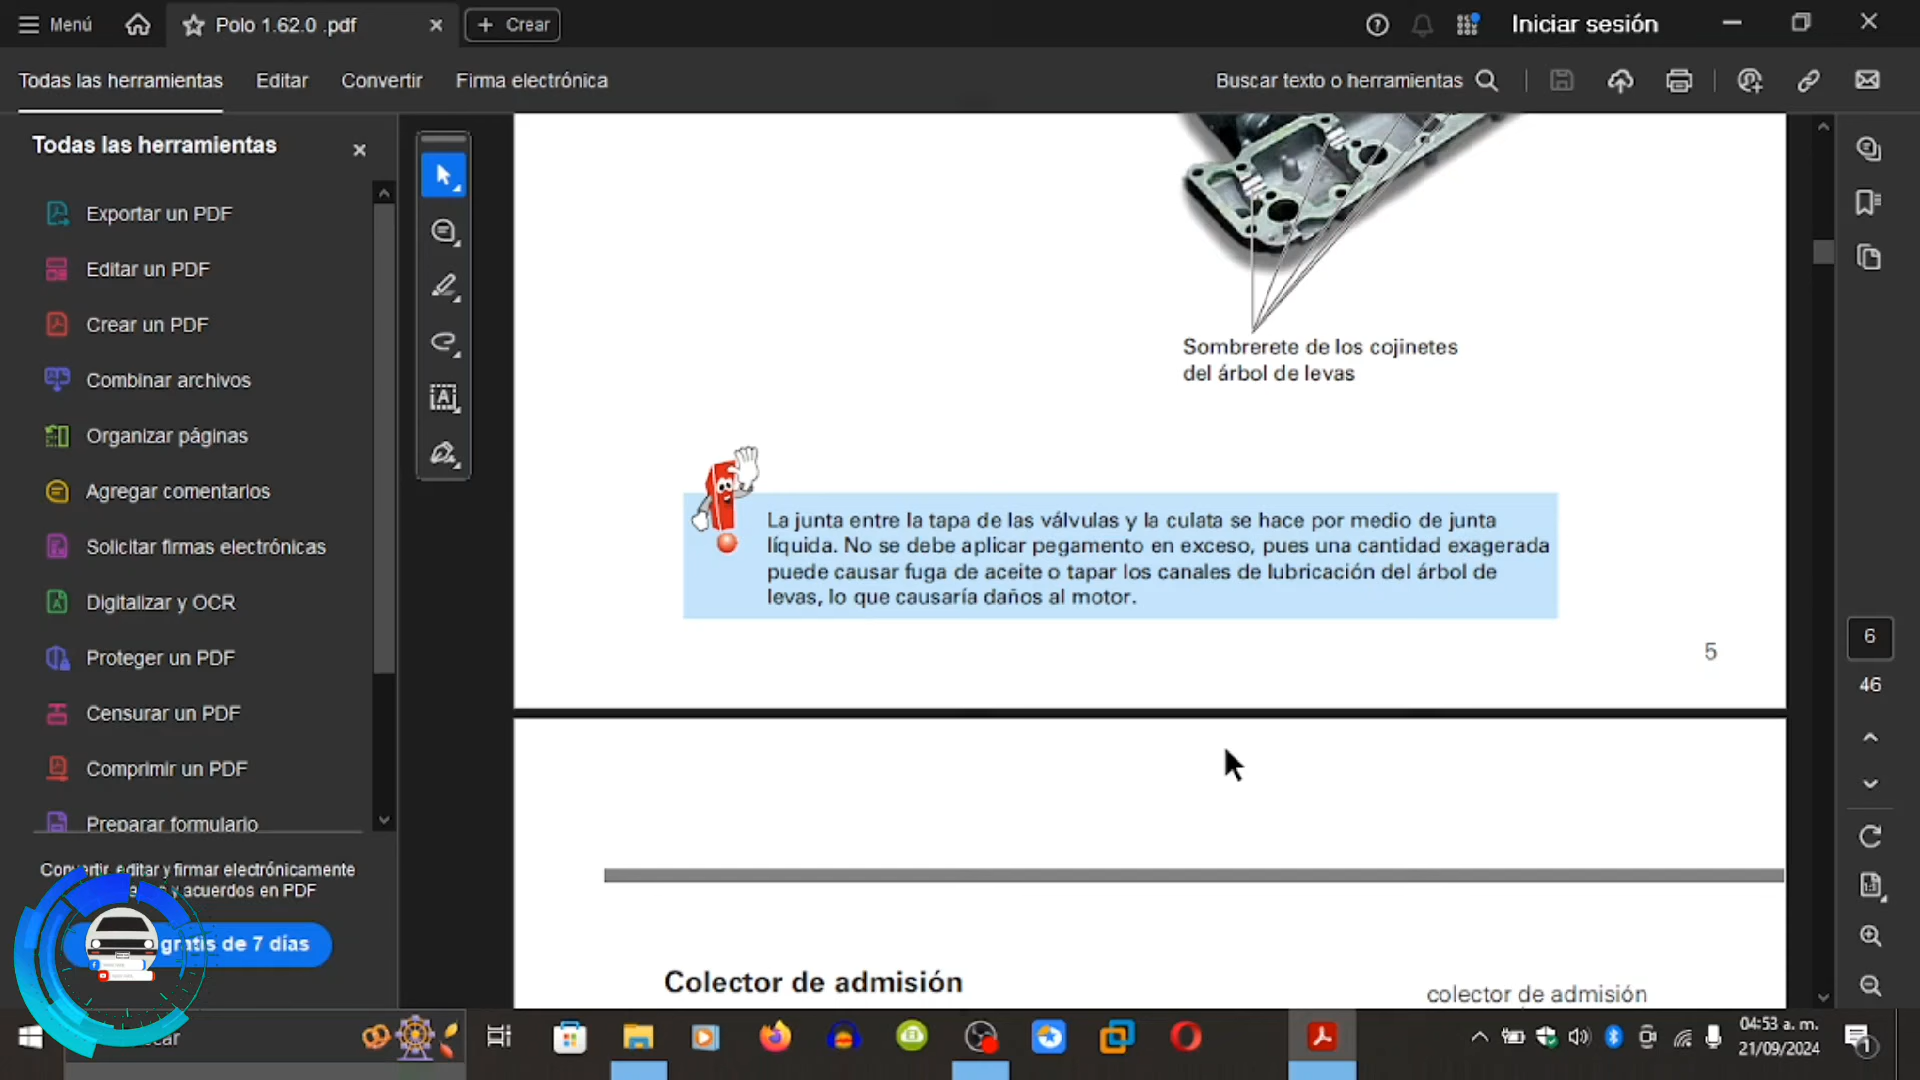 Menú
Polo 1.62.0 .pdf
Crear
Iniciar sesión
Todas las herramientas
Editar
Convertir
Firma electrónica
Buscar texto o herramientas
Todas las herramientas
Exportar un PDF
Editar un PDF
Crear un PDF
Combinar archivos
Organizar páginas
Agregar comentarios
Solicitar firmas electrónicas
Digitalizar y OCR
Proteger un PDF
Censurar un PDF
Comprimir un PDF
Preparar formulario
Convertir, editar y firmar electrónicamente
y acuerdos en PDF
gratis de 7 días
Sombrerete de los cojinetes
del árbol de levas
La junta entre la tapa de las válvulas y la culata se hace por medio de junta
líquida. No se debe aplicar pegamento en exceso, pues una cantidad exagerada
puede causar fuga de aceite o tapar los canales de lubricación del árbol de
levas, lo que causaría daños al motor.
5
Colector de admisión
colector de admisión
6
46
04:53 a. m.
21/09/2024
1